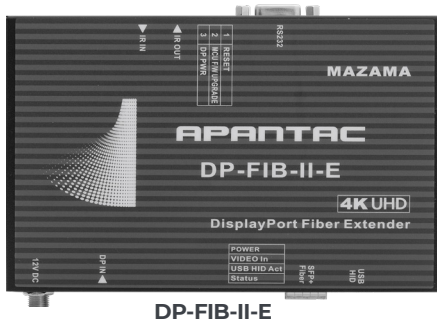 IR IN
IR OUT
3 DP PWR
2 MCU F/W UPGRADE
1 RESET
RS232
MAZAMA
APANTAC
DP-FIB-II-E
4K UHD
DisplayPort Fiber Extender
12V DC
DP IN
POWER
VIDEO In
USB HID Act
Status
SFP+
Fiber
USB
HID
DP-FIB-II-E